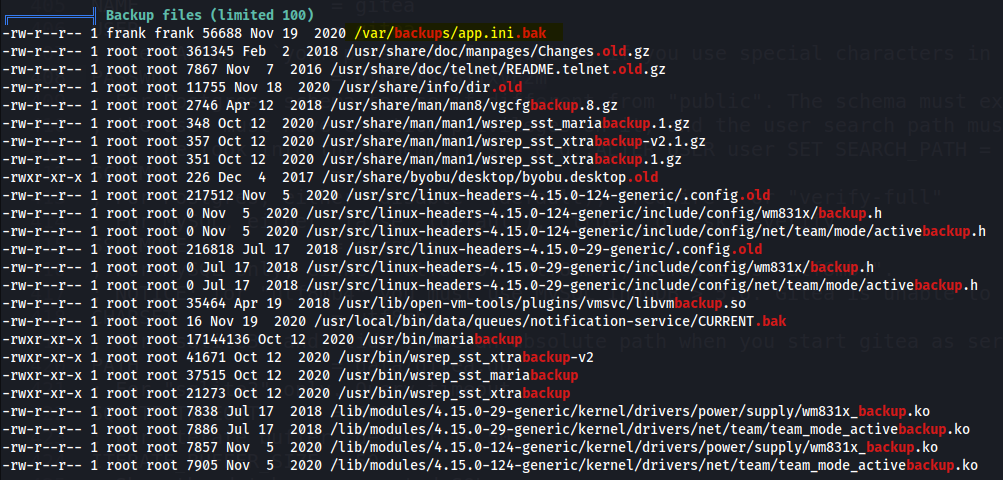 = gitea
Backup files (limited 100)
-rw-r--r-- 1 frank frank 56688 Nov 19  2020 /var/backups/app.ini.bak
-rw-r--r-- 1 root root 361345 Feb  2  2018 /usr/share/doc/manpages/Changes.old.gz
-rw-r--r-- 1 root root 7867 Nov  7  2016 /usr/share/doc/telnet/README.telnet.old.gz
-rw-r--r-- 1 root root 11755 Nov 18  2020 /usr/share/info/dir.old
-rw-r--r-- 1 root root 2746 Apr 12  2018 /usr/share/man/man8/vgcfgbackup.8.gz
-rw-r--r-- 1 root root 348 Oct 12  2020 /usr/share/man/man1/wsrep_sst_mariabackup.1.gz
-rw-r--r-- 1 root root 357 Oct 12  2020 /usr/share/man/man1/wsrep_sst_xtrabackup-v2.1.gz
-rw-r--r-- 1 root root 351 Oct 12  2020 /usr/share/man/man1/wsrep_sst_xtrabackup.1.gz
-rwxr-xr-x 1 root root 226 Dec  4  2017 /usr/share/byobu/desktop/byobu.desktop.old
-rw-r--r-- 1 root root 217512 Nov  5  2020 /usr/src/linux-headers-4.15.0-124-generic/.config.old
-rw-r--r-- 1 root root 0 Nov  5  2020 /usr/src/linux-headers-4.15.0-124-generic/include/config/wm831x/backup.h
-rw-r--r-- 1 root root 0 Nov  5  2020 /usr/src/linux-headers-4.15.0-124-generic/include/config/net/team/mode/activebackup.h
-rw-r--r-- 1 root root 216818 Jul 17  2018 /usr/src/linux-headers-4.15.0-29-generic/.config.old
-rw-r--r-- 1 root root 0 Jul 17  2018 /usr/src/linux-headers-4.15.0-29-generic/include/config/wm831x/backup.h
-rw-r--r-- 1 root root 0 Jul 17  2018 /usr/src/linux-headers-4.15.0-29-generic/include/config/net/team/mode/activebackup.h
-rw-r--r-- 1 root root 35464 Apr 19  2018 /usr/lib/open-vm-tools/plugins/vmsvc/libvmbackup.so
-rw-r--r-- 1 root root 16 Nov 19  2020 /usr/local/bin/data/queues/notification-service/CURRENT.bak
-rwxr-xr-x 1 root root 17144136 Oct 12  2020 /usr/bin/mariabackup
-rwxr-xr-x 1 root root 41671 Oct 12  2020 /usr/bin/wsrep_sst_xtrabackup-v2
-rwxr-xr-x 1 root root 37515 Oct 12  2020 /usr/bin/wsrep_sst_mariabackup
-rwxr-xr-x 1 root root 21273 Oct 12  2020 /usr/bin/wsrep_sst_xtrabackup
-rw-r--r-- 1 root root 7838 Jul 17  2018 /lib/modules/4.15.0-29-generic/kernel/drivers/power/supply/wm831x_backup.ko
-rw-r--r-- 1 root root 7886 Jul 17  2018 /lib/modules/4.15.0-29-generic/kernel/drivers/net/team/team_mode_activebackup.ko
-rw-r--r-- 1 root root 7857 Nov  5  2020 /lib/modules/4.15.0-124-generic/kernel/drivers/power/supply/wm831x_backup.ko
-rw-r--r-- 1 root root 7905 Nov  5  2020 /lib/modules/4.15.0-124-generic/kernel/drivers/net/team/team_mode_activebackup.ko